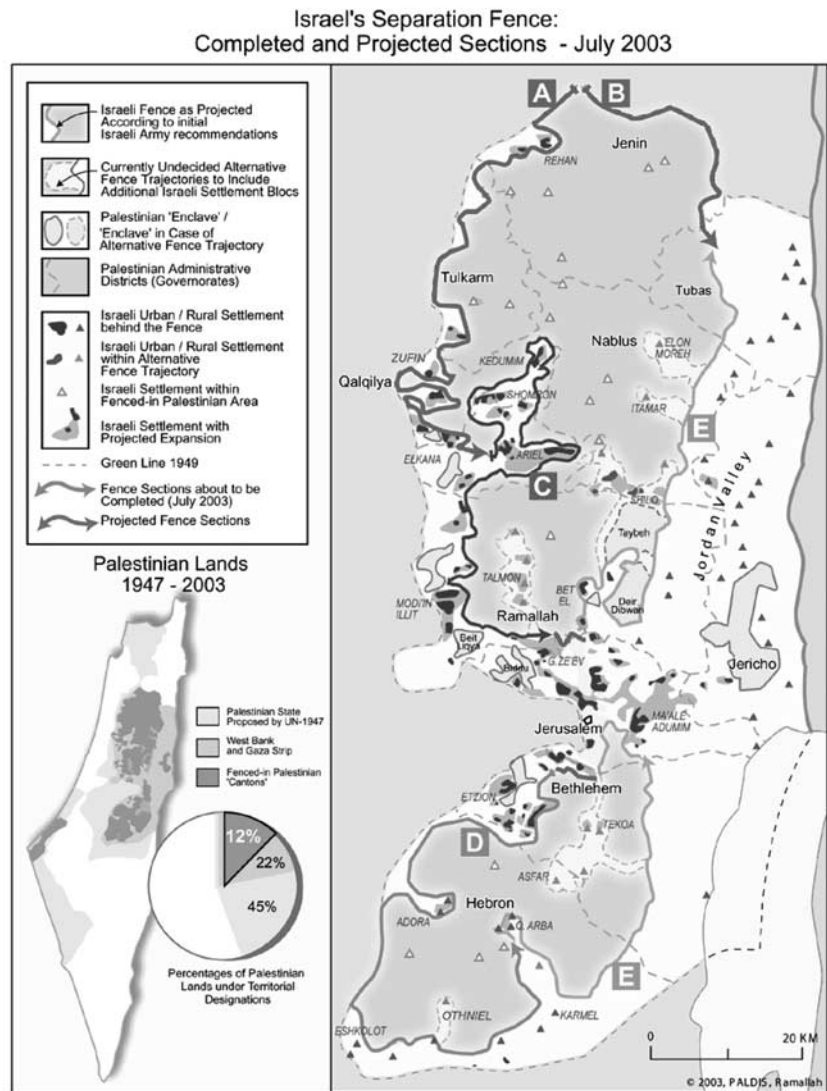 Israel's Separation Fence:
Completed and Projected Sections - July 2003
Israeli Fence as Projected
According to initial
Israeli Army recommendations
Currently Undecided Alternative
Fence Trajectories to Include
Additional Israeli Settlement Blocs
Palestinian 'Enclave' /
'Enclave' in Case of
Alternative Fence Trajectory
Palestinian Administrative
Districts (Governorates)
Israeli Urban / Rural Settlement
behind the Fence
Israeli Urban / Rural Settlement
within Alternative
Fence Trajectory
Israeli Settlement within
Fenced-in Palestinian Area
Israeli Settlement with
Projected Expansion
Green Line 1949
Fence Sections about to be
Completed (July 2003)
Projected Fence Sections
Palestinian Lands
1947 - 2003
Palestinian State
Proposed by UN-1947
West Bank
and Gaza Strip
Fenced-in Palestinian
'Cantons'
12%
22%
45%
Percentages of Palestinian
Lands under Territorial
Designations
A
B
Jenin
REHAN
Tulkarm
Tubas
Nablus
ZUFIN
KEDUMIM
ELON
MOREH
Qalqilya
SHOMRON
ITAMAR
E
ELKANA
ARIEL
C
SHILO
Jordan Valley
Taybeh
TALMON
BET
EL
Deir
Dibwan
MODI'IN
ILLIT
Ramallah
Beit
Liqya
Biddu
G.ZE'EV
Jericho
Jerusalem
MA'ALE
ADUMIM
ETZION
Bethlehem
D
TEKOA
ASFAR
Hebron
ADORA
Q. ARBA
E
OTHNIEL
KARMEL
ESHKOLOT
0
20 KM
© 2003, PALDIS, Ramallah